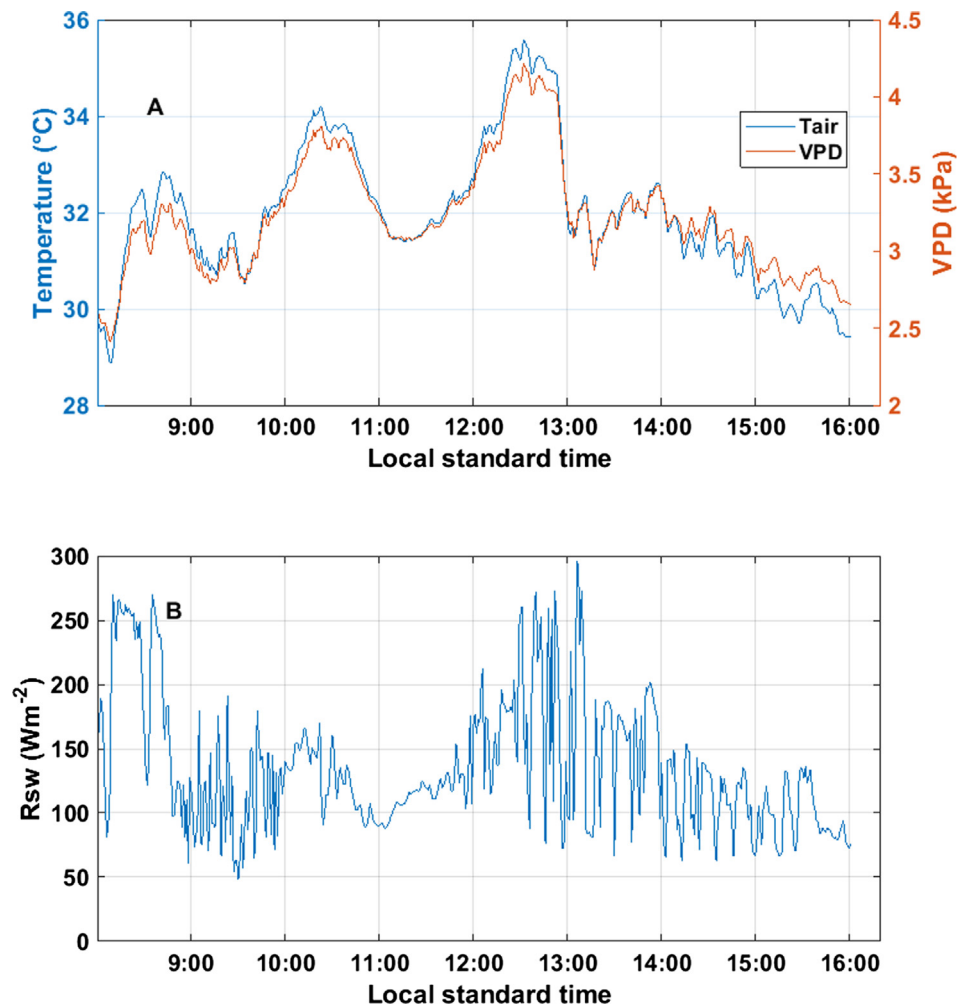 36
34
32
30
28
Temperature (°C)
A
4.5
4
3.5
3
2.5
2
VPD (kPa)
Tair
VPD
9:00 10:00 11:00 12:00 13:00 14:00 15:00 16:00
Local standard time
300
250
200
150
100
50
0
Rsw (Wm-2)
B
9:00 10:00 11:00 12:00 13:00 14:00 15:00 16:00
Local standard time